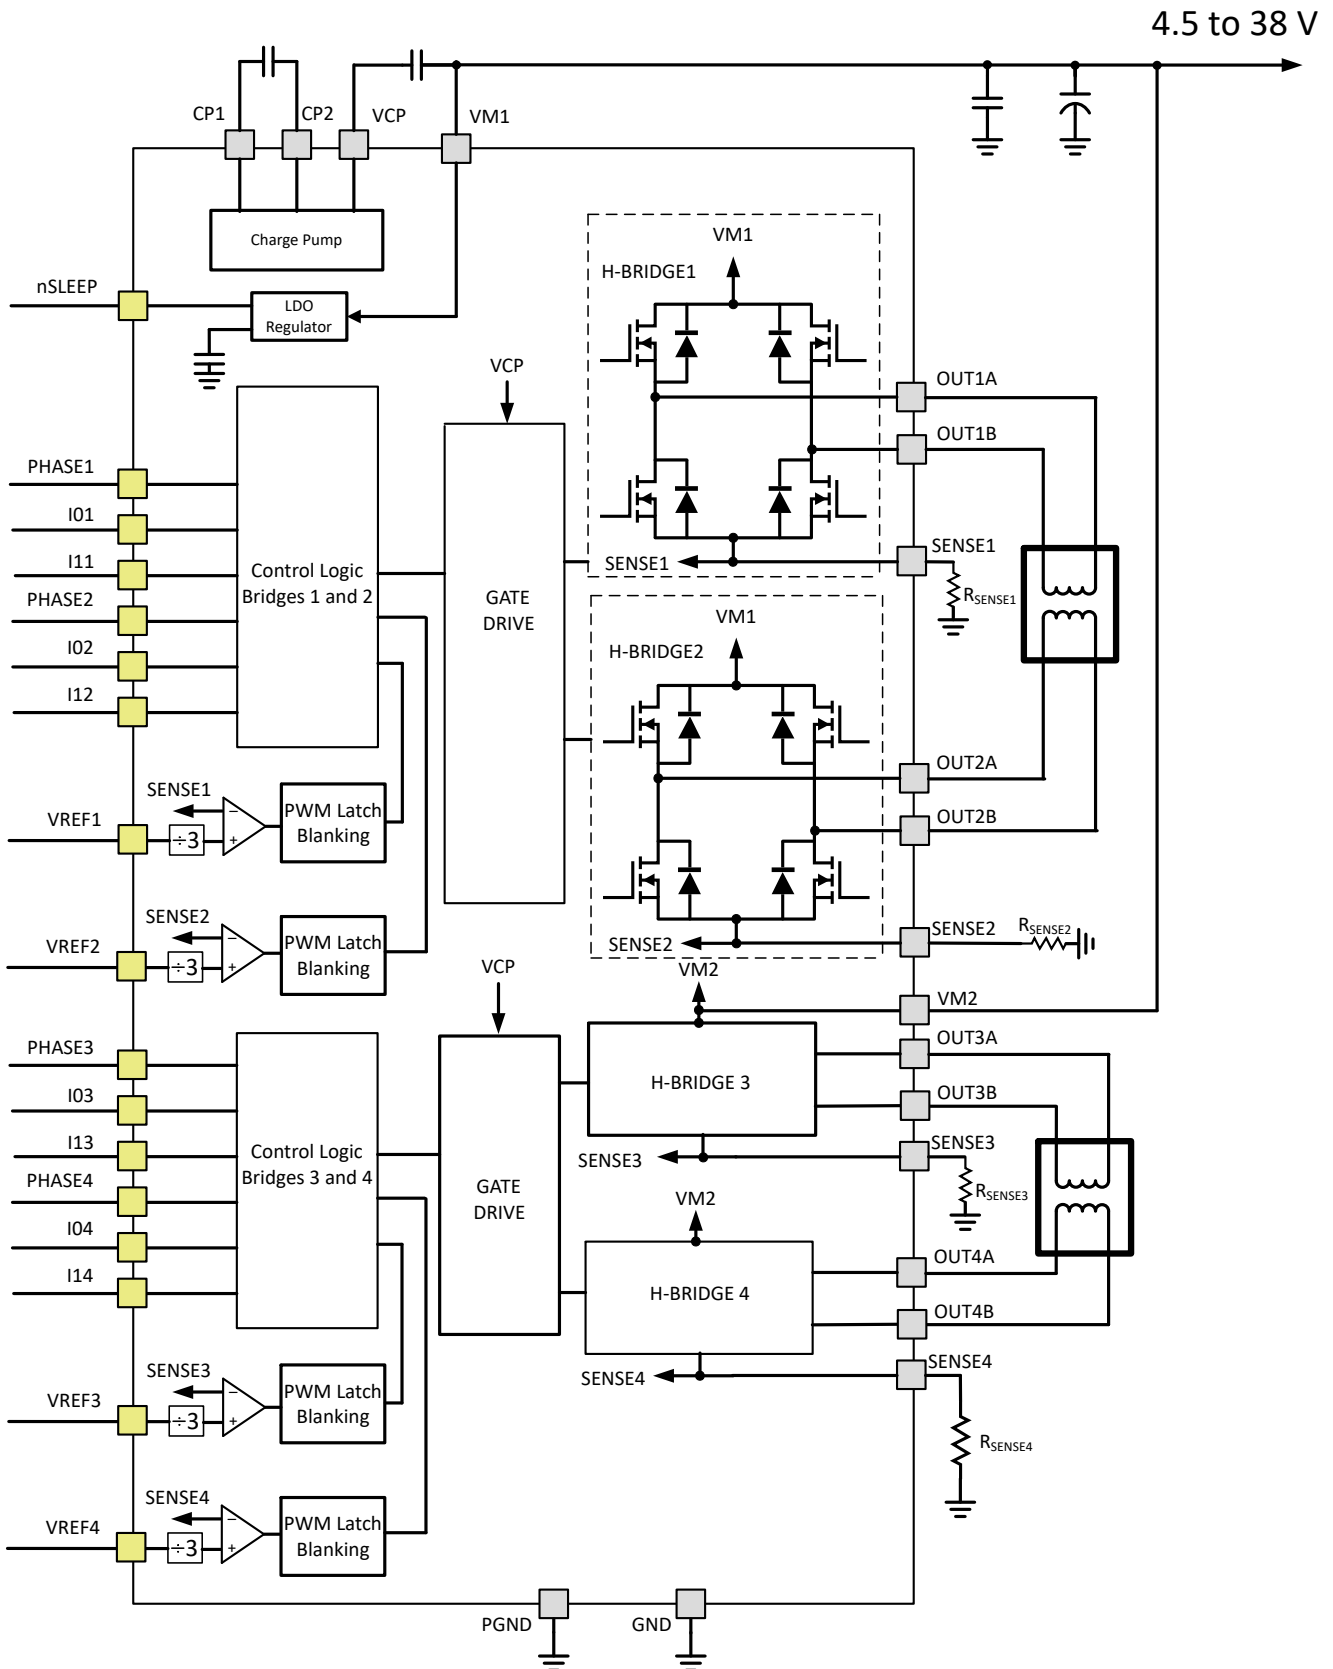 4.5 to 38 V
CP1
CP2
VCP
VM1
Charge Pump
nSLEEP
LDO
Regulator
VM1
H-BRIDGE1
VCP
OUT1A
OUT1B
PHASE1
I01
I11
PHASE2
I02
I12
Control Logic
Bridges 1 and 2
GATE
DRIVE
SENSE1
SENSE1
RSENSE1
VM1
H-BRIDGE2
OUT2A
OUT2B
SENSE1
VREF1
÷3
−
+
PWM Latch
Blanking
SENSE2
VREF2
÷3
−
+
PWM Latch
Blanking
SENSE2
SENSE2
RSENSE2
VCP
VM2
VM2
PHASE3
I03
I13
PHASE4
I04
I14
Control Logic
Bridges 3 and 4
GATE
DRIVE
H-BRIDGE 3
OUT3A
OUT3B
SENSE3
SENSE3
RSENSE3
VM2
H-BRIDGE 4
OUT4A
OUT4B
SENSE4
SENSE4
RSENSE4
SENSE3
VREF3
÷3
−
+
PWM Latch
Blanking
SENSE4
VREF4
÷3
−
+
PWM Latch
Blanking
PGND
GND